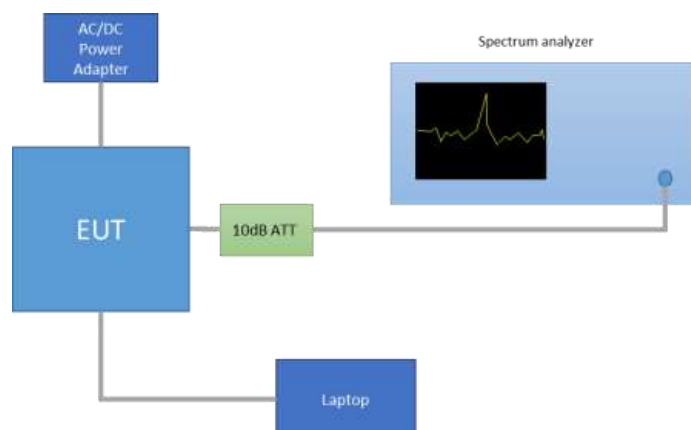 AC/DC
Power
Adapter
Spectrum analyzer
EUT
10dB ATT
Laptop